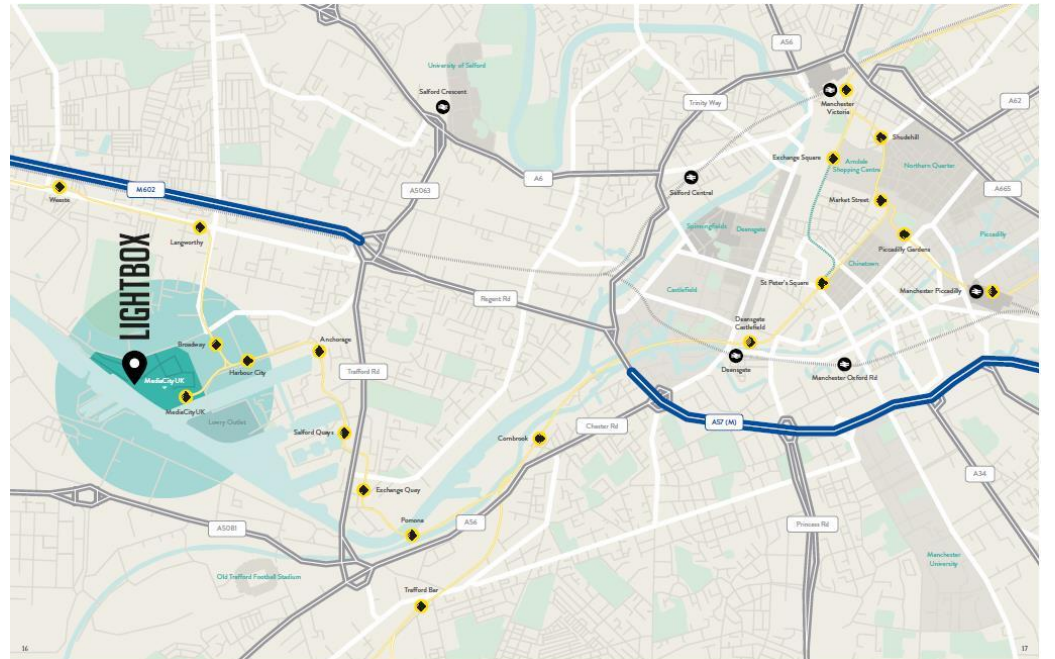 A56
University of Salford
Salford Crescent
Manchester
Victoria
Trinity Way
A62
Shudehill
Exchange Square
Arndale
Shopping Centre
Northern Quarter
M602
A5063
A6
Salford Central
A665
Weaste
Market Street
Langworthy
Spinningfields
Deansgate
Piccadilly Gardens
Piccadilly
Chinatown
LIGHTBOX
St Peter's Square
Castlefield
Manchester Piccadilly
Regent Rd
Broadway
Anchorage
Deansgate
Castlefield
Harbour City
Trafford Rd
Deansgate
Manchester Oxford Rd
MediaCityUK
MediaCityUK
Lowry Outlet
Salford Quays
Cornbrook
Chester Rd
A57 (M)
A34
Exchange Quay
A5081
Pomona
A56
Princess Rd
Manchester
University
Old Trafford Football Stadium
Trafford Bar
16
17